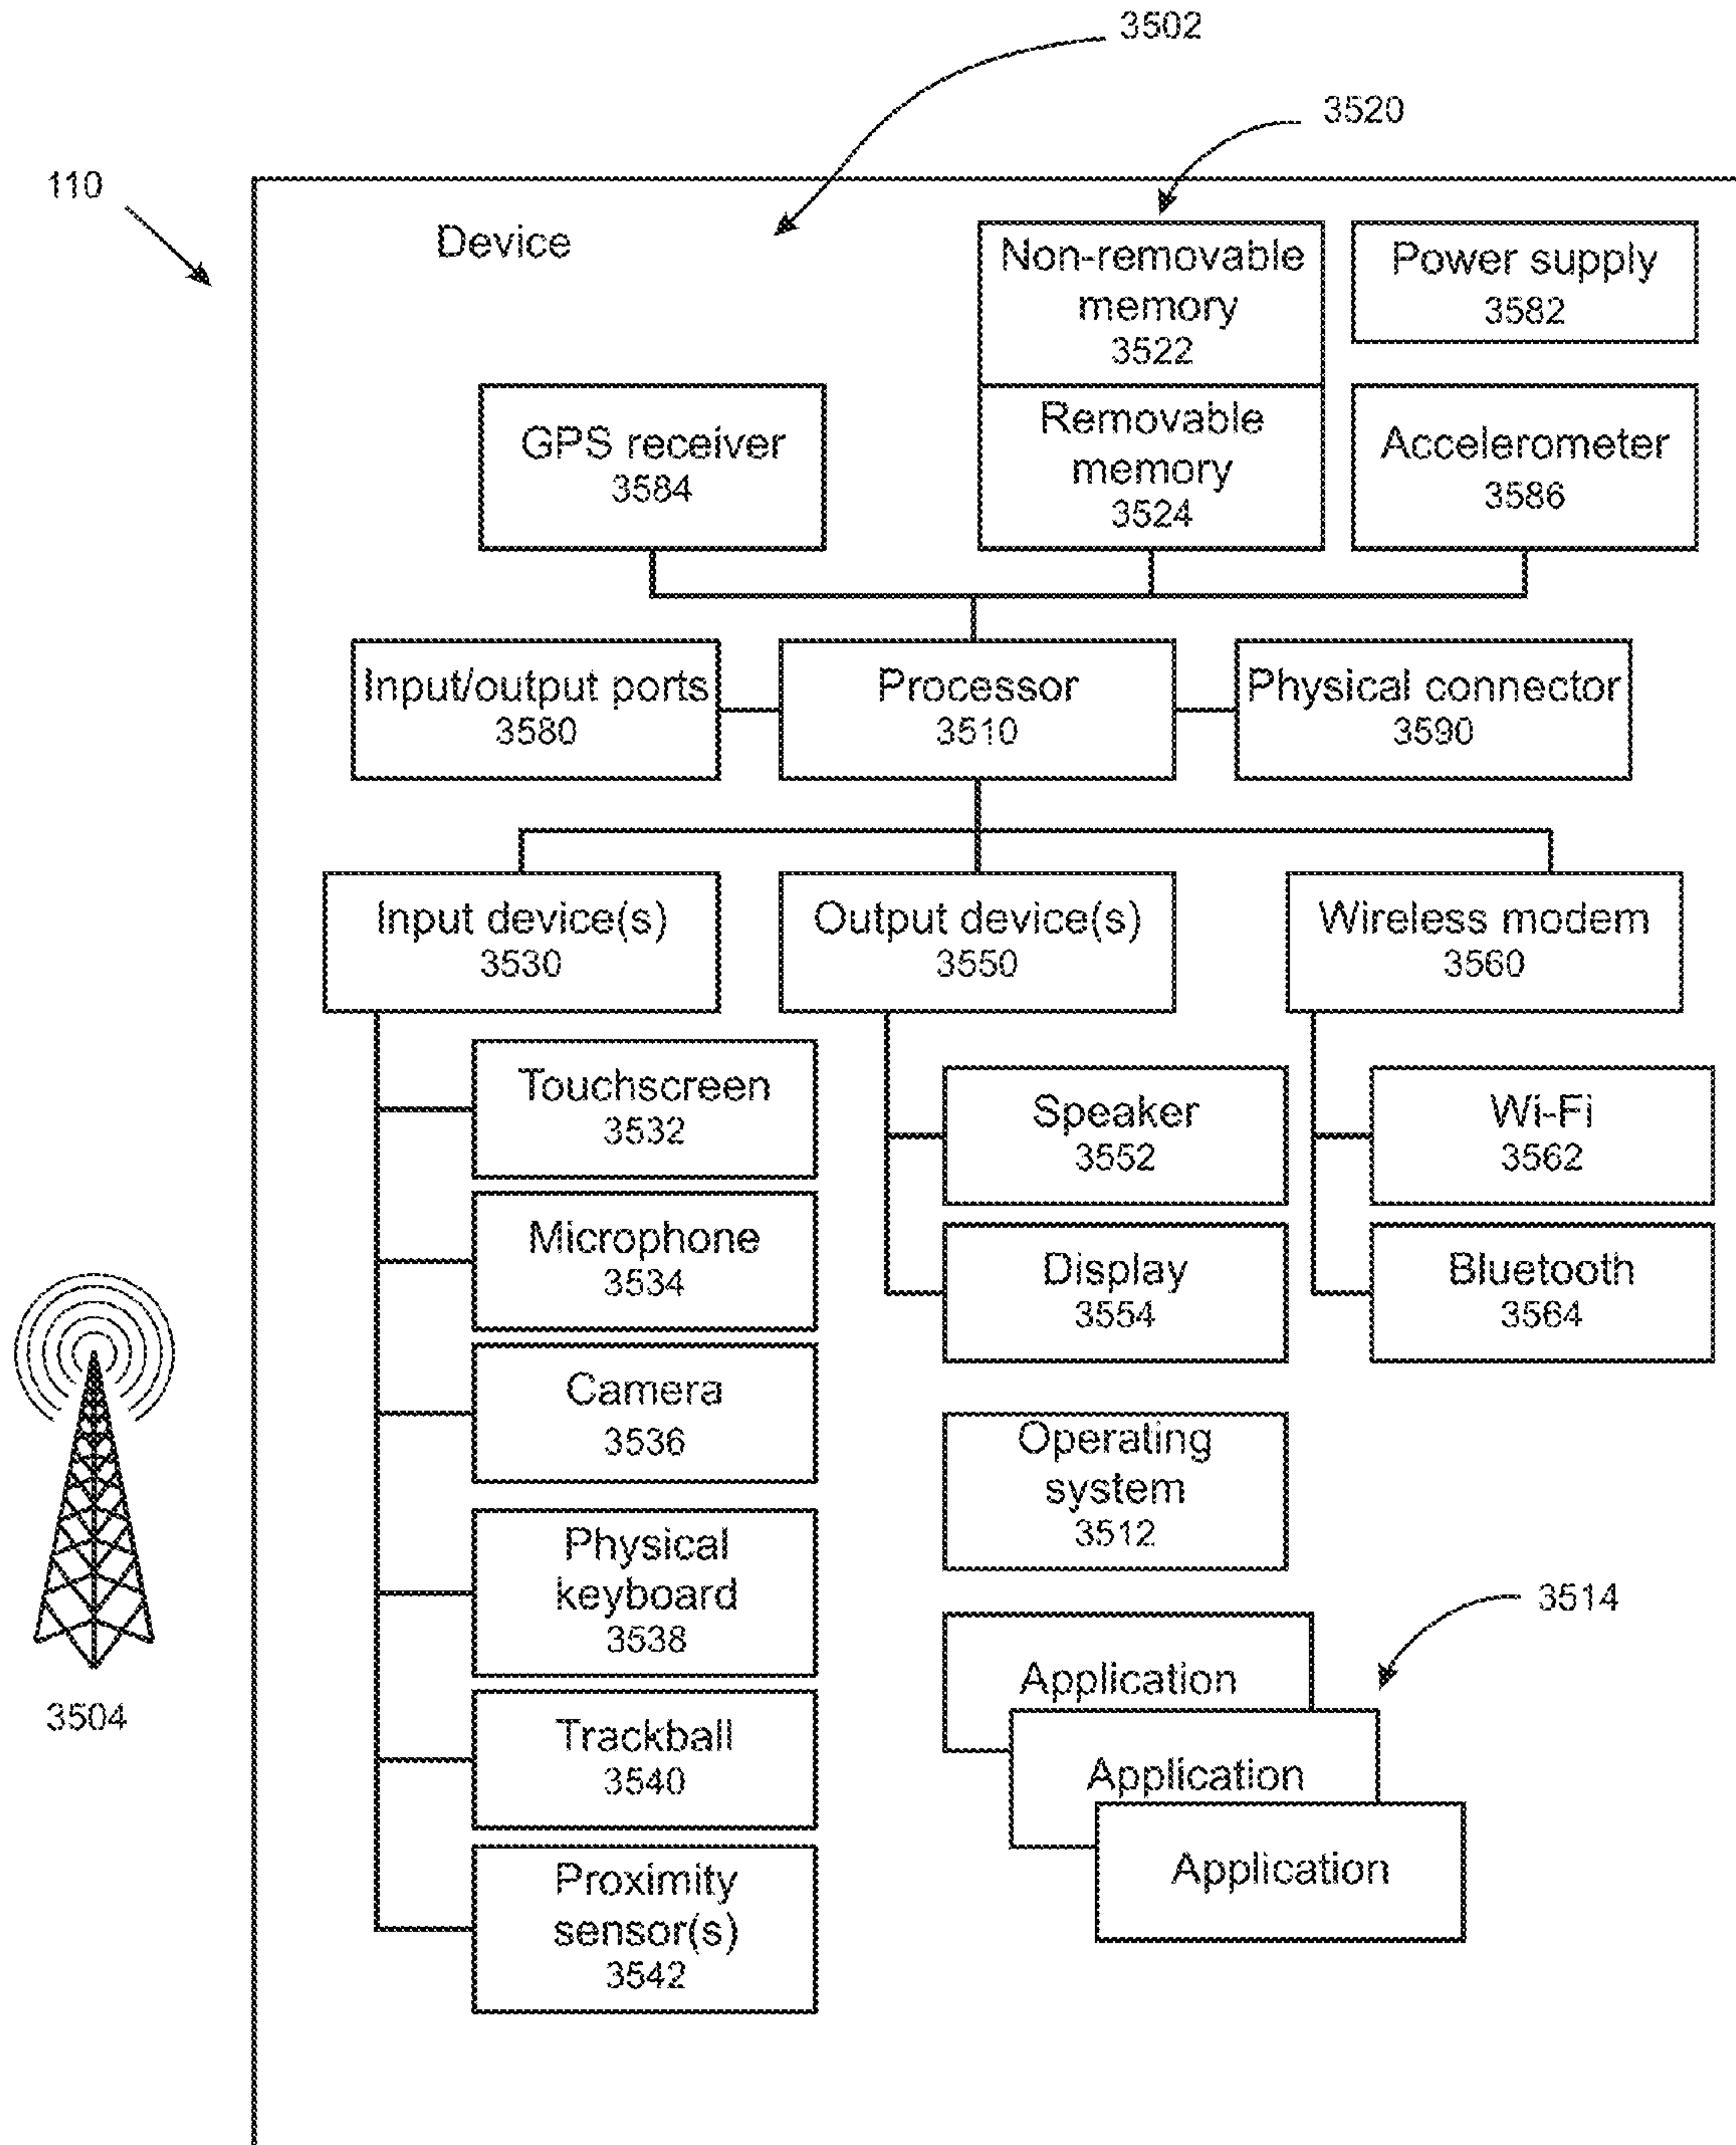 3502
3520
110
Device
Non-removable
memory
3522
Power supply
3582
GPS receiver
3584
Removable
memory
3524
Accelerometer
3586
Input/output ports
3580
Processor
3510
Physical connector
3590
Input device(s)
3530
Output device(s)
3550
Wireless modem
3560
Touchscreen
3532
Speaker
3552
Wi-Fi
3562
Microphone
3534
Display
3554
Bluetooth
3564
Camera
3536
Operating
system
3512
Physical
keyboard
3538
3514
Application
3504
Trackball
3540
Application
Application
Proximity
sensor(s)
3542